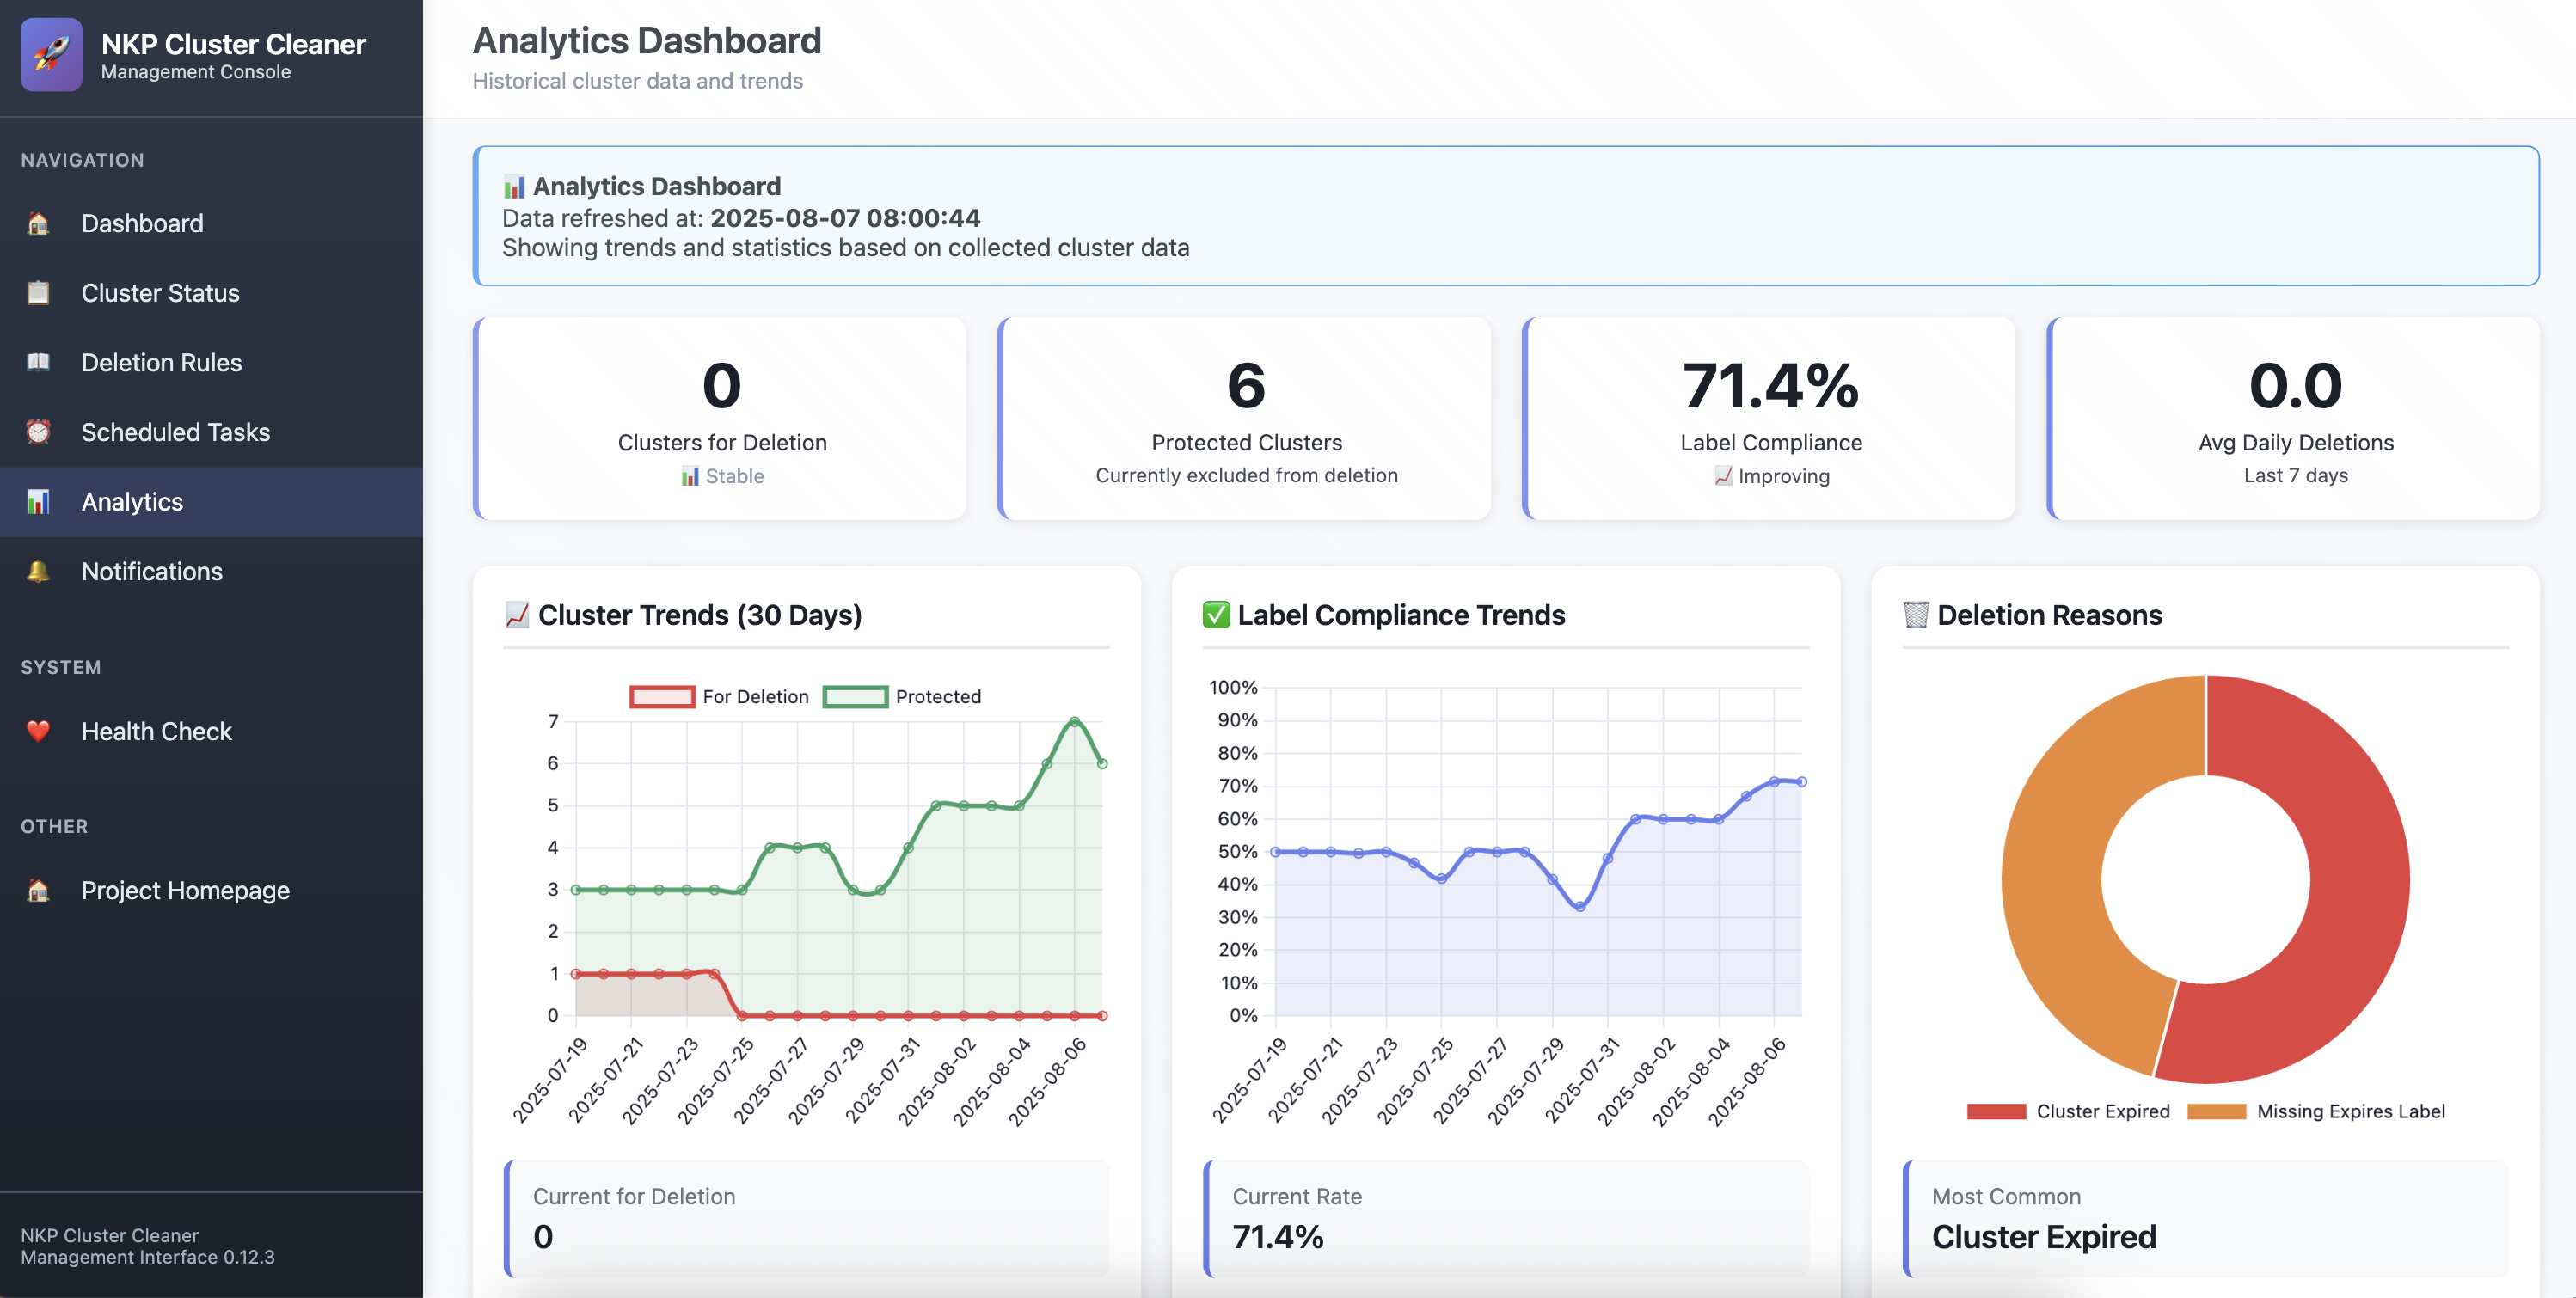 NKP Cluster Cleaner
Management Console
NAVIGATION
Dashboard
Cluster Status
Deletion Rules
Scheduled Tasks
Analytics
Notifications
SYSTEM
Health Check
OTHER
Project Homepage
NKP Cluster Cleaner
Management Interface 0.12.3
Analytics Dashboard
Historical cluster data and trends
Analytics Dashboard
Data refreshed at: 2025-08-07 08:00:44
Showing trends and statistics based on collected cluster data
0
Clusters for Deletion
Stable
6
Protected Clusters
Currently excluded from deletion
71.4%
Label Compliance
Improving
0.0
Avg Daily Deletions
Last 7 days
Cluster Trends (30 Days)
For Deletion
Protected
7
6
5
4
3
2
1
0
2025-07-19
2025-07-21
2025-07-23
2025-07-25
2025-07-27
2025-07-29
2025-07-31
2025-08-02
2025-08-04
2025-08-06
Current for Deletion
0
Label Compliance Trends
100%
90%
80%
70%
60%
50%
40%
30%
20%
10%
0%
2025-07-19
2025-07-21
2025-07-23
2025-07-25
2025-07-27
2025-07-29
2025-07-31
2025-08-02
2025-08-04
2025-08-06
Current Rate
71.4%
Deletion Reasons
Cluster Expired
Missing Expires Label
Most Common
Cluster Expired